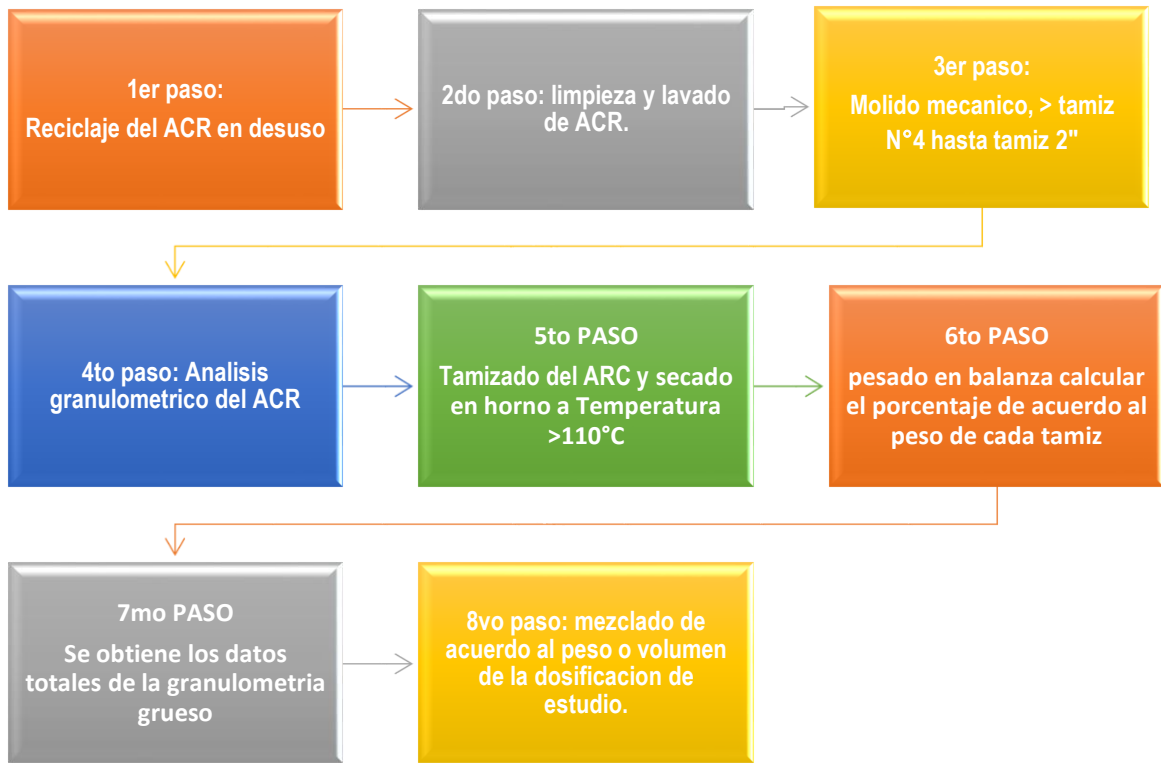 1er paso:
Reciclaje del ACR en desuso
2do paso: limpieza y lavado
de ACR.
3er paso:
Molido mecanico, > tamiz
N°4 hasta tamiz 2"
4to paso: Analisis
granulometrico del ACR
5to PASO
Tamizado del ARC y secado
en horno a Temperatura
>110°C
6to PASO
pesado en balanza calcular
el porcentaje de acuerdo al
peso de cada tamiz
7mo PASO
Se obtiene los datos
totales de la granulometria
grueso
8vo paso: mezclado de
acuerdo al peso o volumen
de la dosificacion de
estudio.